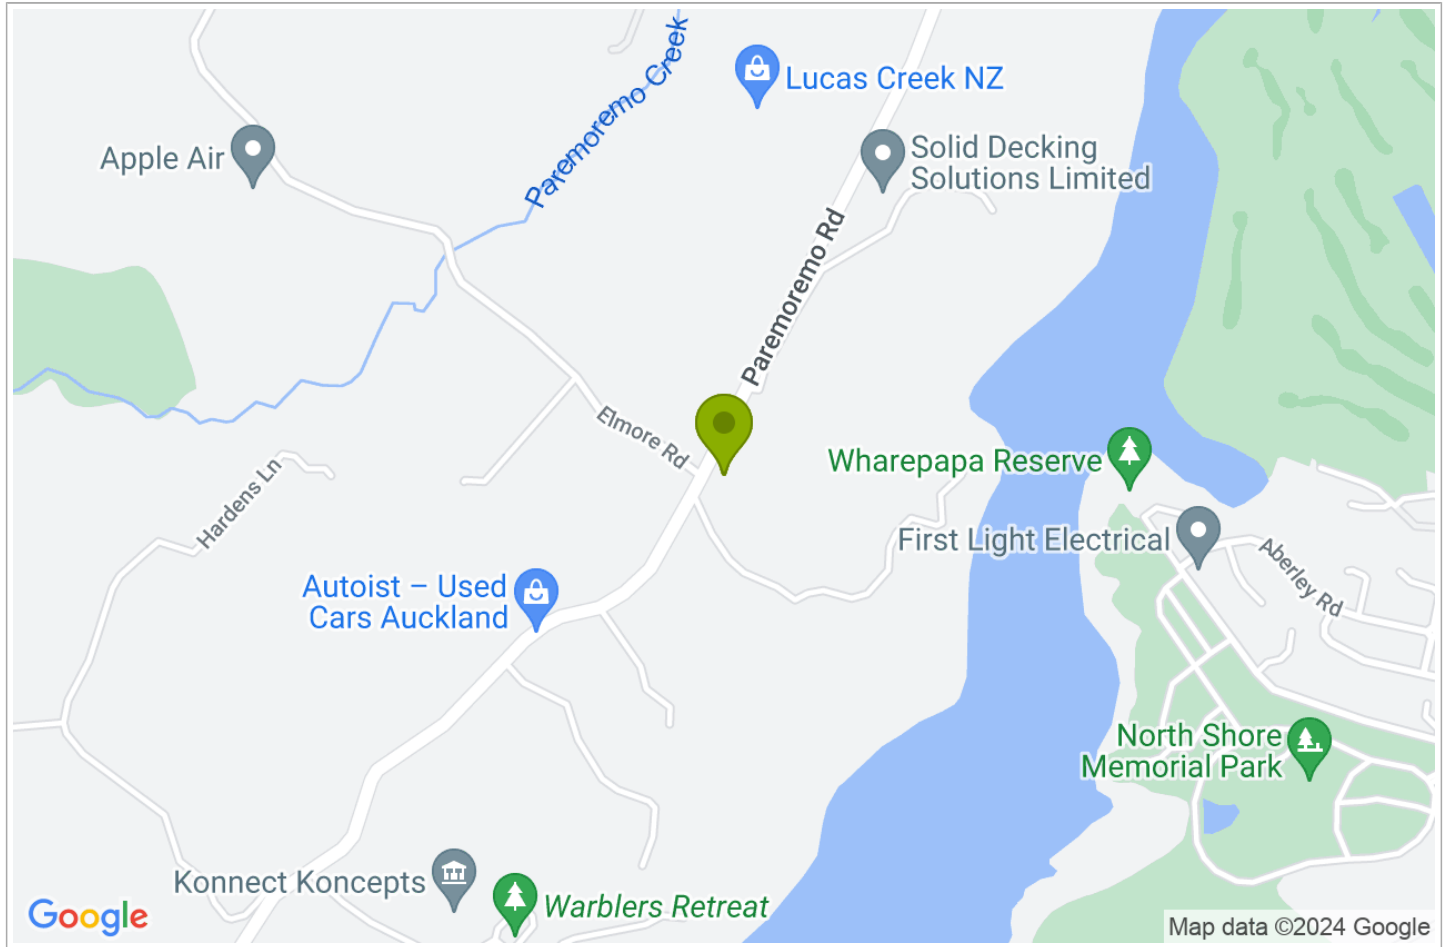 Paremoremo Creek
Lucas Creek NZ
Apple Air
Solid Decking
Solutions Limited
Paremoremo Rd
Elmore Rd
Wharepapa Reserve
Hardens Ln
First Light Electrical
Aberley Rd
Autoist – Used
Cars Auckland
North Shore
Memorial Park
Konnect Koncepts
Warblers Retreat
Google
Map data ©2024 Google